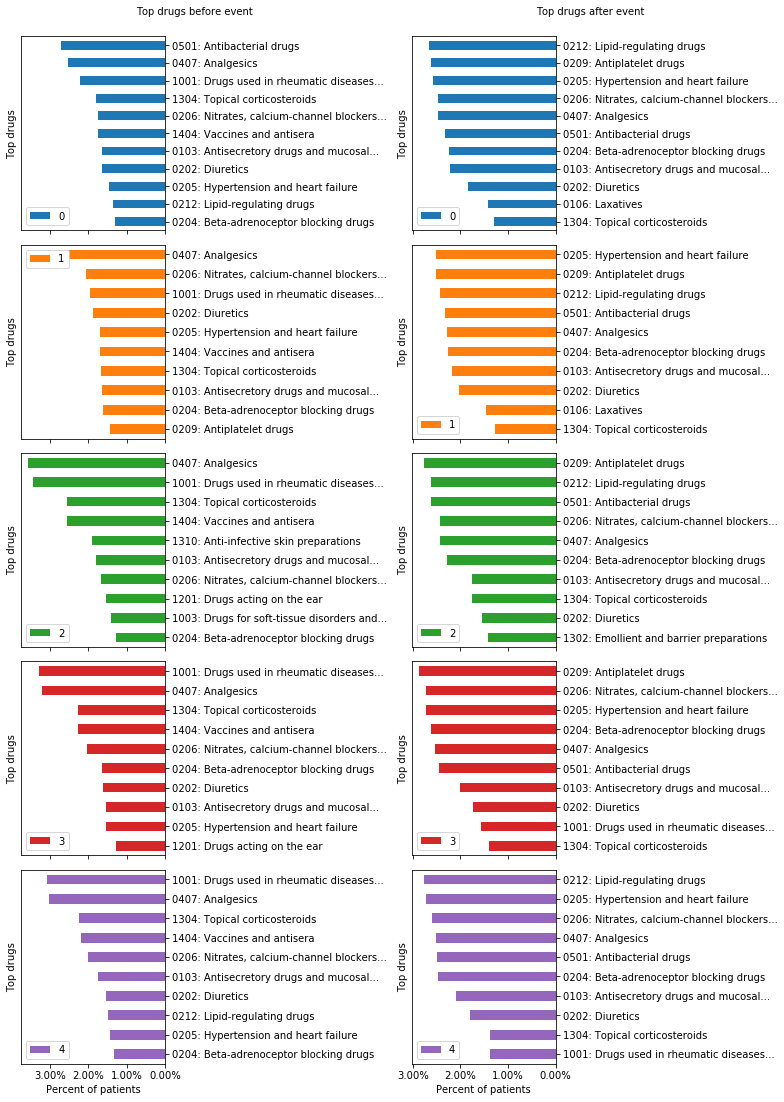 Top drugs before event
Top drugs
0501: Antibacterial drugs
0407: Analgesics
1001: Drugs used in rheumatic diseases...
1304: Topical corticosteroids
0206: Nitrates, calcium-channel blockers...
1404: Vaccines and antisera
0103: Antisecretory drugs and mucosal...
0202: Diuretics
0205: Hypertension and heart failure
0212: Lipid-regulating drugs
0204: Beta-adrenoceptor blocking drugs
0
Top drugs after event
Top drugs
0212: Lipid-regulating drugs
0209: Antiplatelet drugs
0205: Hypertension and heart failure
0206: Nitrates, calcium-channel blockers...
0407: Analgesics
0501: Antibacterial drugs
0204: Beta-adrenoceptor blocking drugs
0103: Antisecretory drugs and mucosal...
0202: Diuretics
0106: Laxatives
1304: Topical corticosteroids
0
Top drugs
1
0407: Analgesics
0206: Nitrates, calcium-channel blockers...
1001: Drugs used in rheumatic diseases...
0202: Diuretics
0205: Hypertension and heart failure
1404: Vaccines and antisera
1304: Topical corticosteroids
0103: Antisecretory drugs and mucosal...
0204: Beta-adrenoceptor blocking drugs
0209: Antiplatelet drugs
Top drugs
0205: Hypertension and heart failure
0209: Antiplatelet drugs
0212: Lipid-regulating drugs
0501: Antibacterial drugs
0407: Analgesics
0204: Beta-adrenoceptor blocking drugs
0103: Antisecretory drugs and mucosal...
0202: Diuretics
0106: Laxatives
1304: Topical corticosteroids
1
Top drugs
0407: Analgesics
1001: Drugs used in rheumatic diseases...
1304: Topical corticosteroids
1404: Vaccines and antisera
1310: Anti-infective skin preparations
0103: Antisecretory drugs and mucosal...
0206: Nitrates, calcium-channel blockers...
1201: Drugs acting on the ear
1003: Drugs for soft-tissue disorders and...
0204: Beta-adrenoceptor blocking drugs
2
Top drugs
0209: Antiplatelet drugs
0212: Lipid-regulating drugs
0501: Antibacterial drugs
0206: Nitrates, calcium-channel blockers...
0407: Analgesics
0204: Beta-adrenoceptor blocking drugs
0103: Antisecretory drugs and mucosal...
1304: Topical corticosteroids
0202: Diuretics
1302: Emollient and barrier preparations
2
Top drugs
1001: Drugs used in rheumatic diseases...
0407: Analgesics
1304: Topical corticosteroids
1404: Vaccines and antisera
0206: Nitrates, calcium-channel blockers...
0204: Beta-adrenoceptor blocking drugs
0202: Diuretics
0103: Antisecretory drugs and mucosal...
0205: Hypertension and heart failure
1201: Drugs acting on the ear
3
Top drugs
0209: Antiplatelet drugs
0206: Nitrates, calcium-channel blockers...
0205: Hypertension and heart failure
0204: Beta-adrenoceptor blocking drugs
0407: Analgesics
0501: Antibacterial drugs
0103: Antisecretory drugs and mucosal...
0202: Diuretics
1001: Drugs used in rheumatic diseases...
1304: Topical corticosteroids
3
Top drugs
1001: Drugs used in rheumatic diseases...
0407: Analgesics
1304: Topical corticosteroids
1404: Vaccines and antisera
0206: Nitrates, calcium-channel blockers...
0103: Antisecretory drugs and mucosal...
0202: Diuretics
0212: Lipid-regulating drugs
0205: Hypertension and heart failure
0204: Beta-adrenoceptor blocking drugs
4
3.00% 2.00% 1.00% 0.00%
Percent of patients
Top drugs
0212: Lipid-regulating drugs
0205: Hypertension and heart failure
0206: Nitrates, calcium-channel blockers...
0407: Analgesics
0501: Antibacterial drugs
0204: Beta-adrenoceptor blocking drugs
0103: Antisecretory drugs and mucosal...
0202: Diuretics
1304: Topical corticosteroids
1001: Drugs used in rheumatic diseases...
4
3.00% 2.00% 1.00% 0.00%
Percent of patients